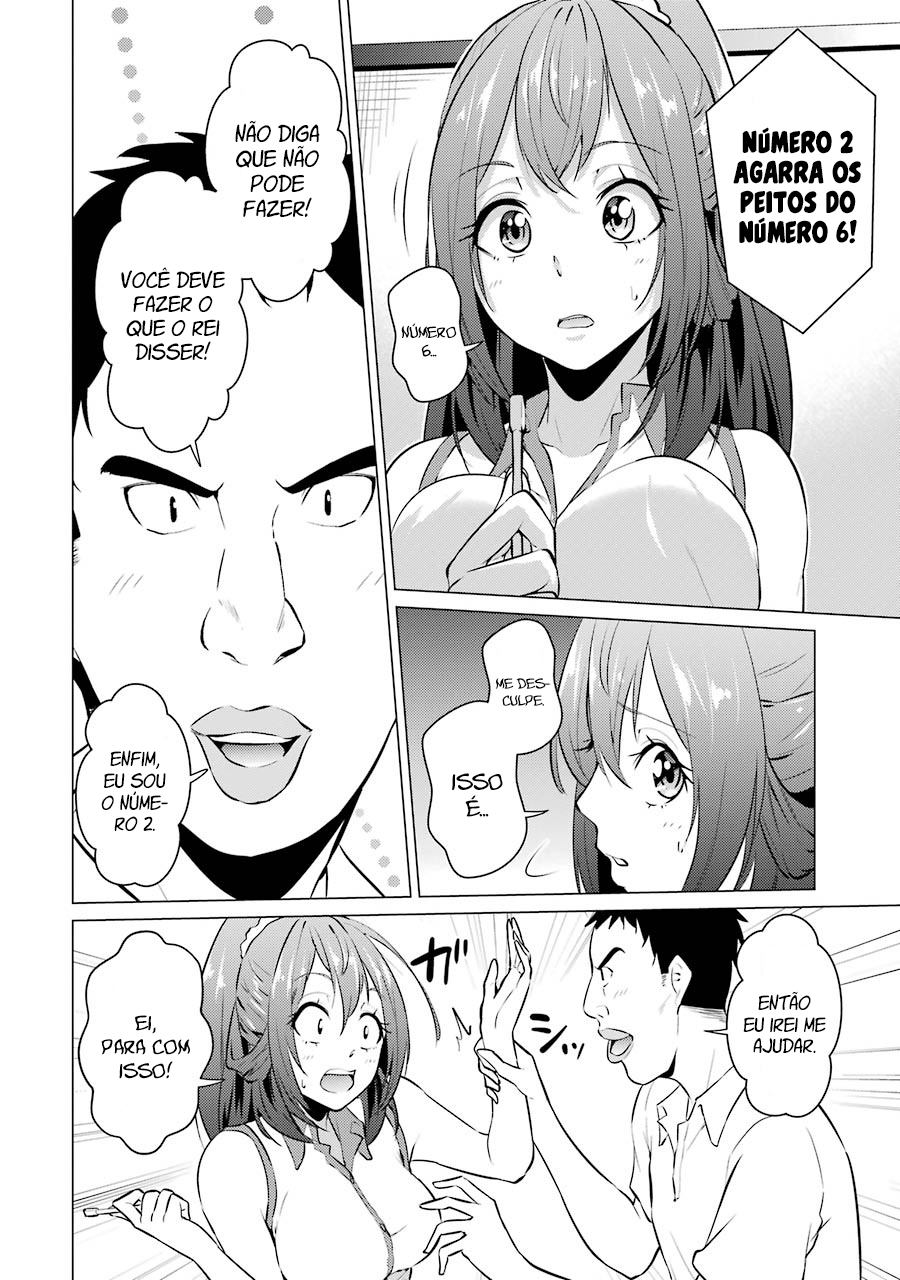 NÚMERO 2
AGARRA OS
PEITOS DO
NÚMERO 6!
NÚMERO
6...
NÃO DIGA
QUE NÃO
PODE
FAZER!
VOCÊ DEVE
FAZER O
QUE O REI
DISSER!
ENFIM,
EU SOU
O NÚME-
RO 2.
ME DES-
CULPE.
ISSO
É...
ENTÃO
EU IREI ME
AJUDAR.
ガ
シッ
EI,
PARA COM
ISSO!